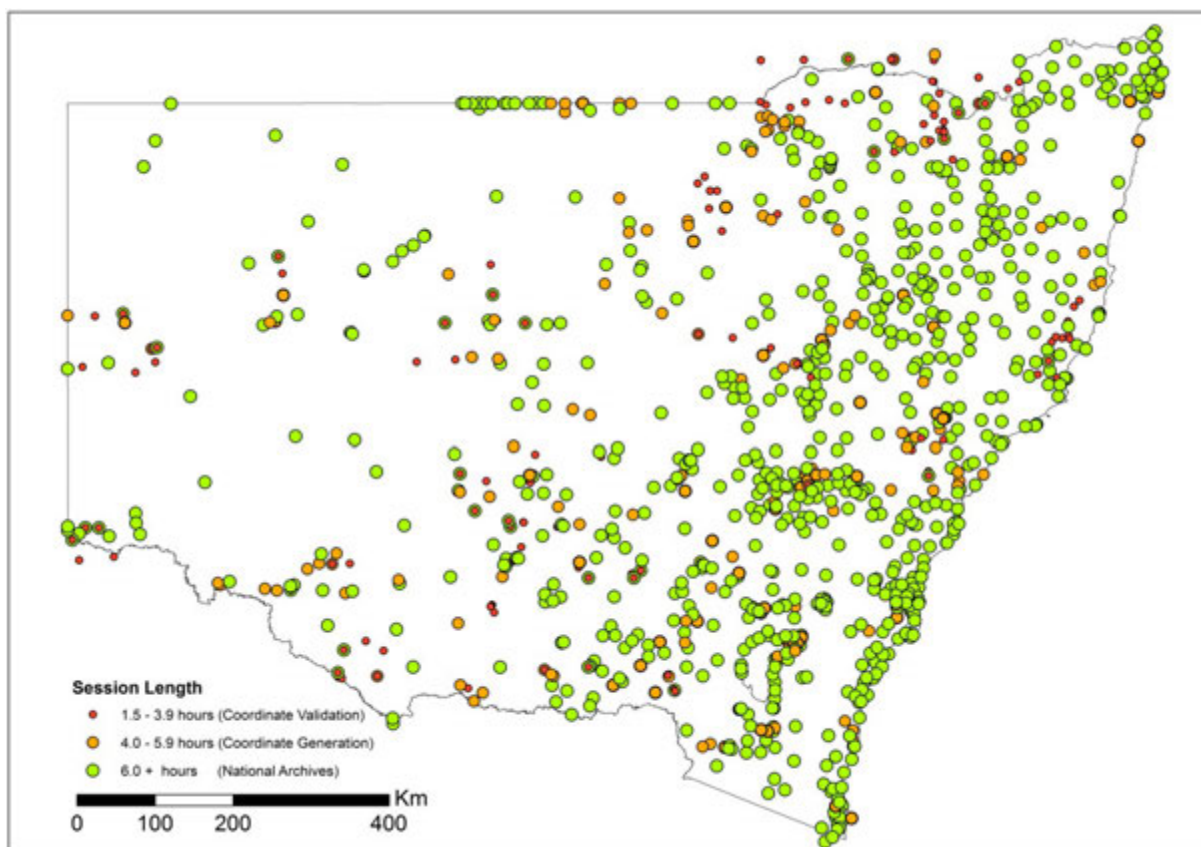 Session Length
1.5 - 3.9 hours (Coordinate Validation)
4.0 - 5.9 hours (Coordinate Generation)
6.0 + hours (National Archives)
Km
0 100 200 400